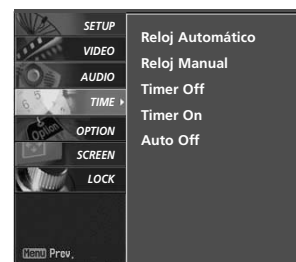 SETUP
VIDEO
AUDIO
TIME
OPTION
SCREEN
LOCK
Reloj Automático
Reloj Manual
Timer Off
Timer On
Auto Off
Option
Menu Prev.